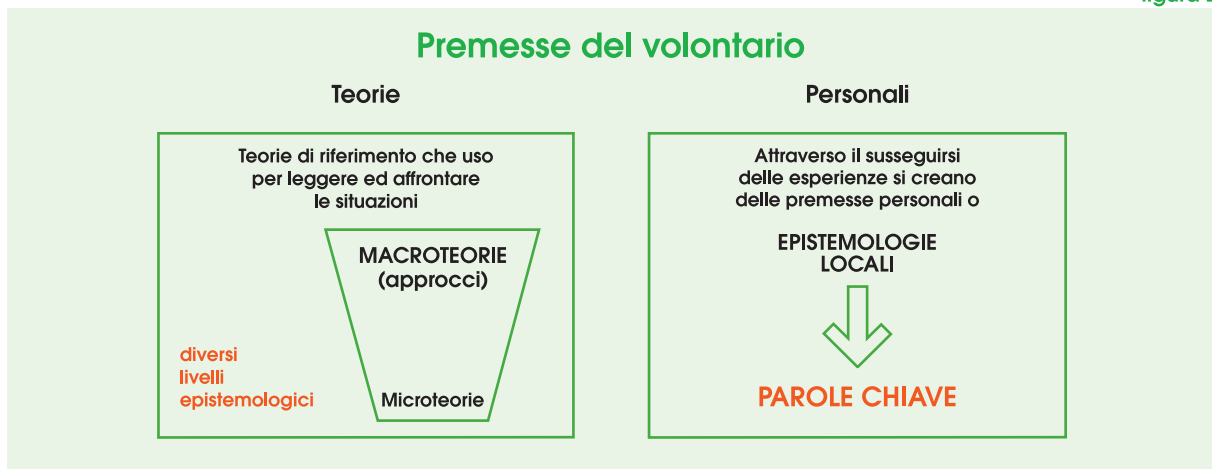 figura
Premesse del volontario
Teorie
Teorie di riferimento che uso
per leggere ed affrontare
le situazioni
MACROTEORIE
(approcci)
diversi
livelli
epistemologici
Microteorie
Personali
Attraverso il susseguirsi
delle esperienze si creano
delle premesse personali o
EPISTEMOLOGIE
LOCALI
PAROLE CHIAVE